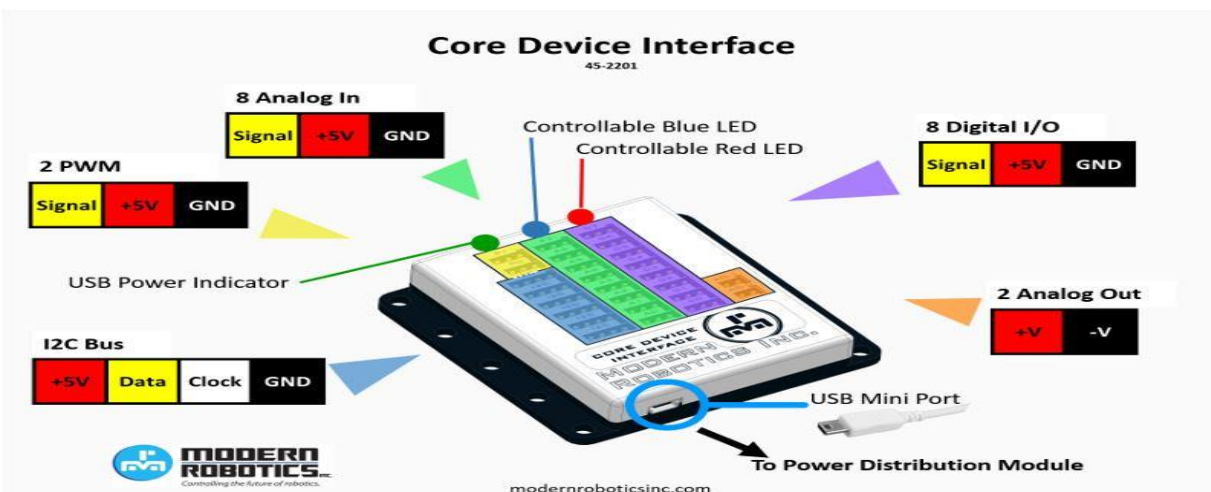 Core Device Interface
45-2201
8 Analog In
Signal +5V GND
Controllable Blue LED
Controllable Red LED
8 Digital I/O
Signal +5V GND
2 PWM
Signal +5V GND
USB Power Indicator
2 Analog Out
+V -V
I2C Bus
+5V Data Clock GND
CORE DEVICE
INTERFACE
MODERN
ROBOTICS INC.
USB Mini Port
To Power Distribution Module
MODERN
ROBOTICS INC.
Controlling the future of robotics.
modernroboticsinc.com